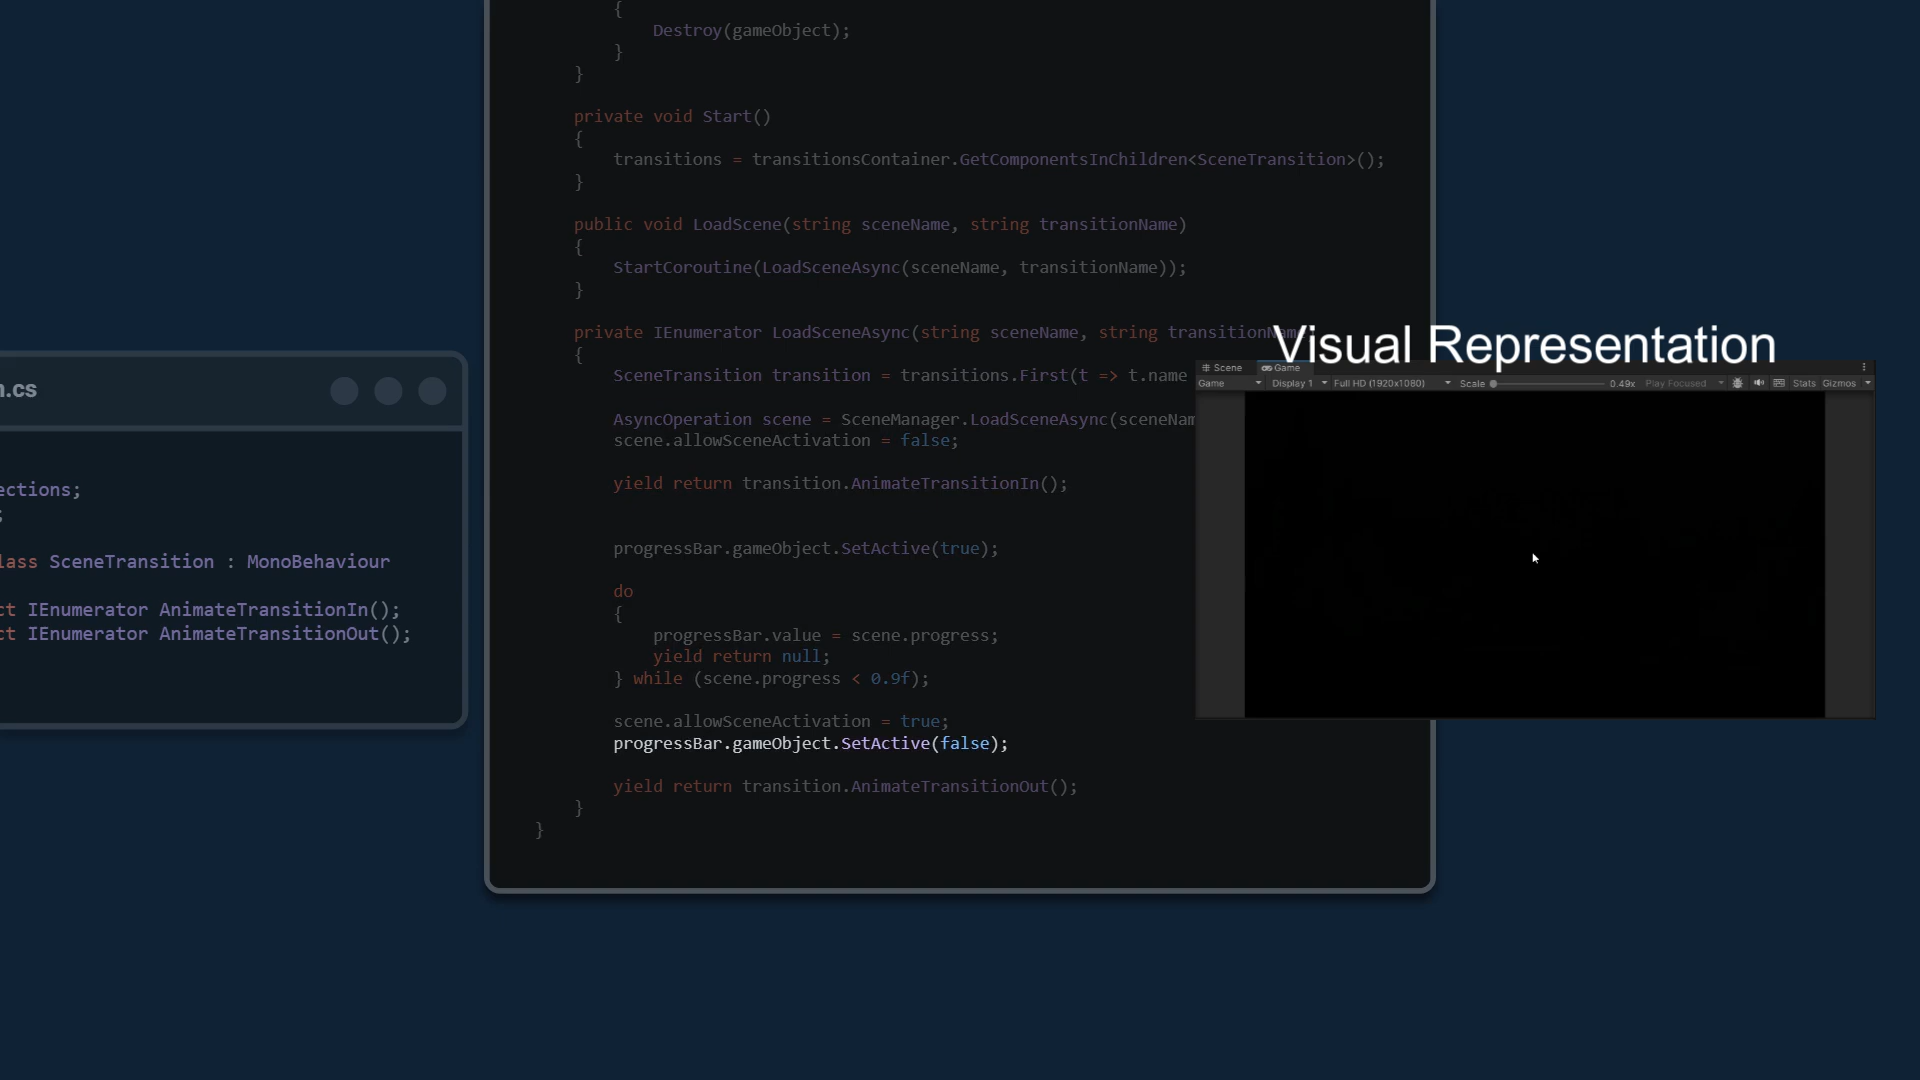 {
Destroy(gameObject);
}
}
private void Start()
{
transitions = transitionsContainer.GetComponentsInChildren<SceneTransition>();
}
public void LoadScene(string sceneName, string transitionName)
{
StartCoroutine(LoadSceneAsync(sceneName, transitionName));
}
private IEnumerator LoadSceneAsync(string sceneName, string transitionName
{
SceneTransition transition = transitions.First(t => t.name
AsyncOperation scene = SceneManager.LoadSceneAsync(sceneNam
scene.allowSceneActivation = false;
yield return transition.AnimateTransitionIn();
progressBar.gameObject.SetActive(true);
do
{
progressBar.value = scene.progress;
yield return null;
} while (scene.progress < 0.9f);
scene.allowSceneActivation = true;
progressBar.gameObject.SetActive(false);
yield return transition.AnimateTransitionOut();
}
}
n.cs
ections;
;
lass SceneTransition : MonoBehaviour
ct IEnumerator AnimateTransitionIn();
ct IEnumerator AnimateTransitionOut();
Visual Representation
Scene Game
Game Display 1 Full HD (1920x1080) Scale 0.49x Play Focused Stats Gizmos